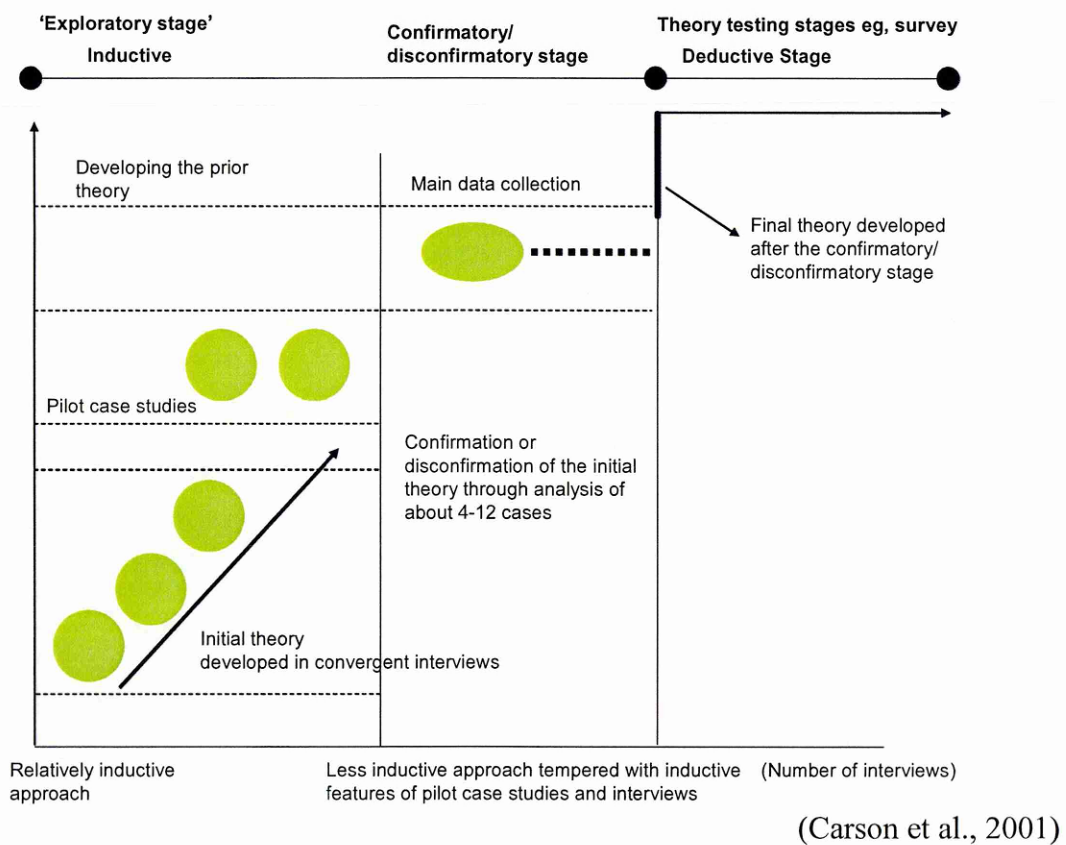 'Exploratory stage'
Inductive
Confirmatory/
disconfirmatory stage
Theory testing stages eg, survey
Deductive Stage
Developing the prior
theory
Main data collection
Final theory developed
after the confirmatory/
disconfirmatory stage
Pilot case studies
Confirmation or
disconfirmation of the initial
theory through analysis of
about 4-12 cases
Initial theory
developed in convergent interviews
Relatively inductive
approach
Less inductive approach tempered with inductive
features of pilot case studies and interviews
(Number of interviews)
(Carson et al., 2001)